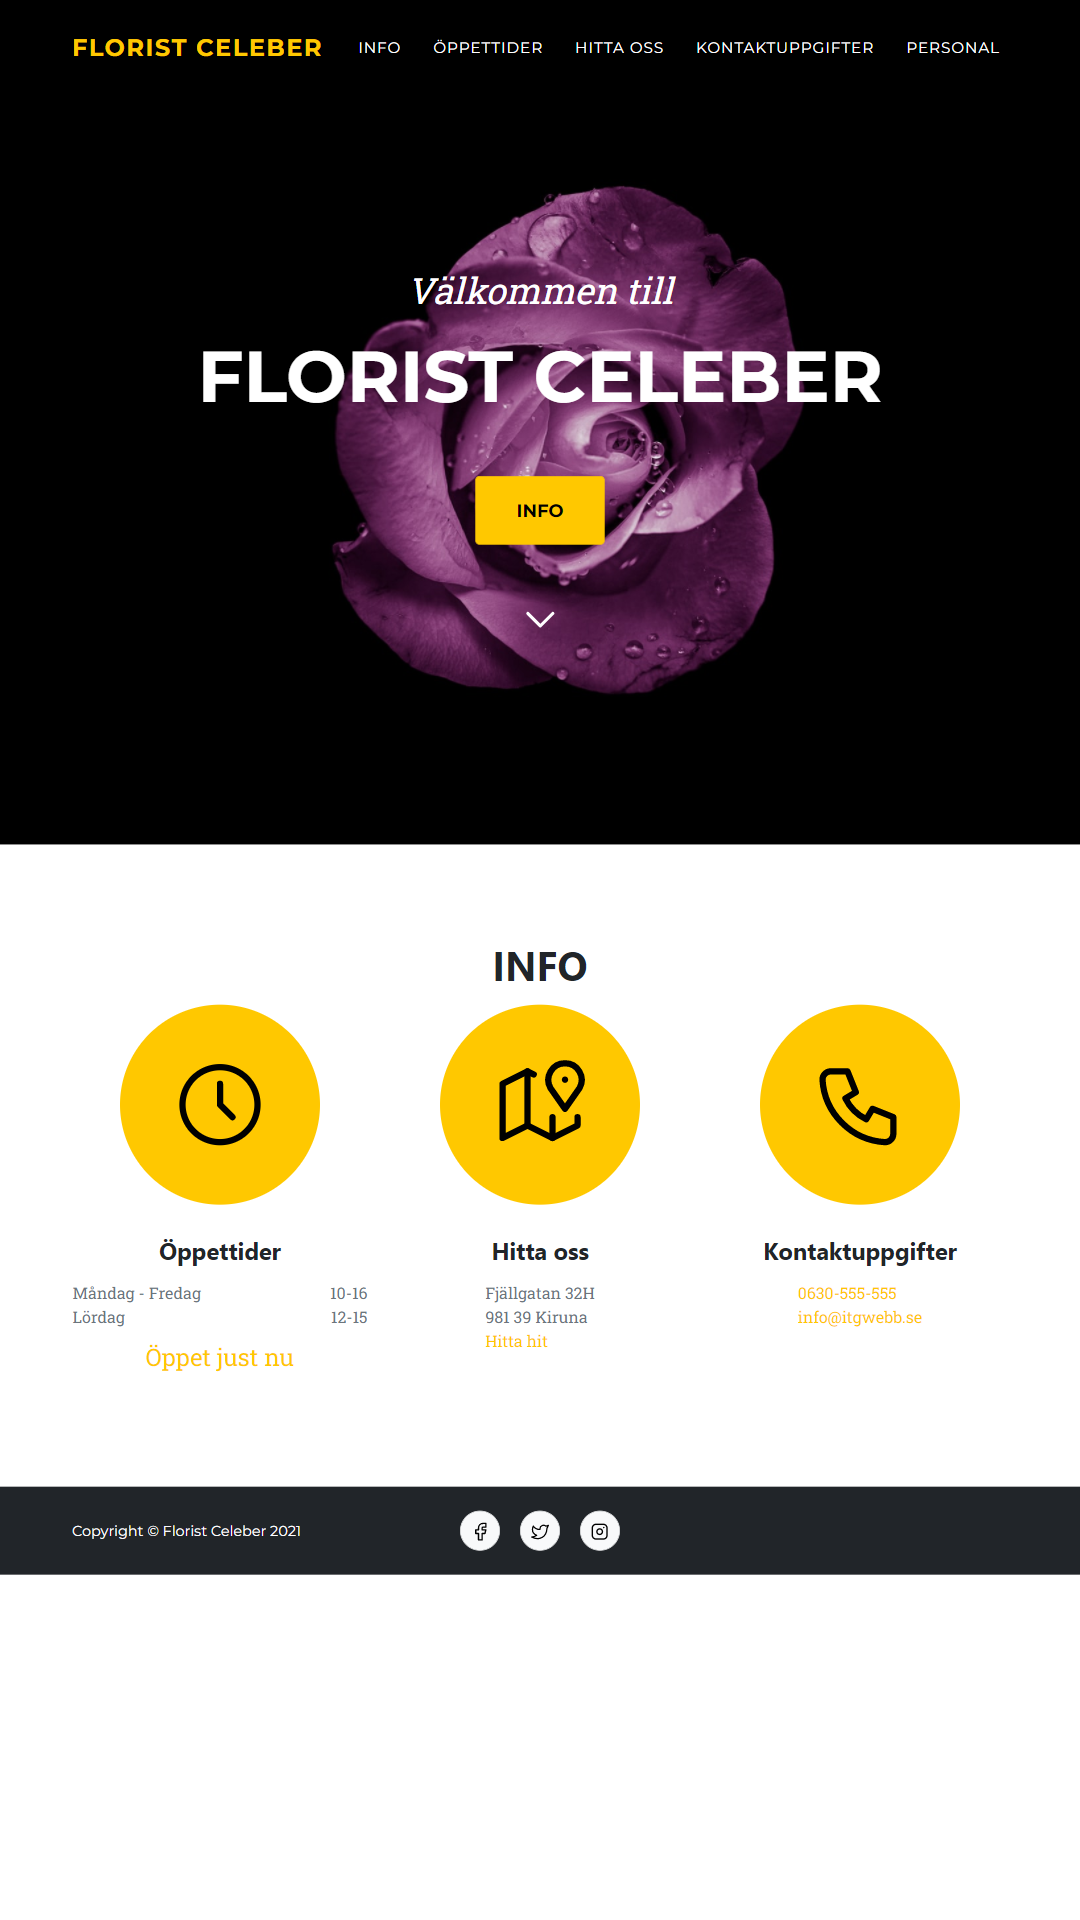 FLORIST CELEBER INFO ÖPPETTIDER HITTA OSS KONTAKTUPPGIFTER PERSONAL
Välkommen till
FLORIST CELEBER
INFO
INFO
Öppettider
Måndag - Fredag 10-16
Lördag 12-15
Öppet just nu
Hitta oss
Fjällgatan 32H
981 39 Kiruna
Hitta hit
Kontaktuppgifter
0630-555-555
info@itgwebb.se
Copyright © Florist Celeber 2021